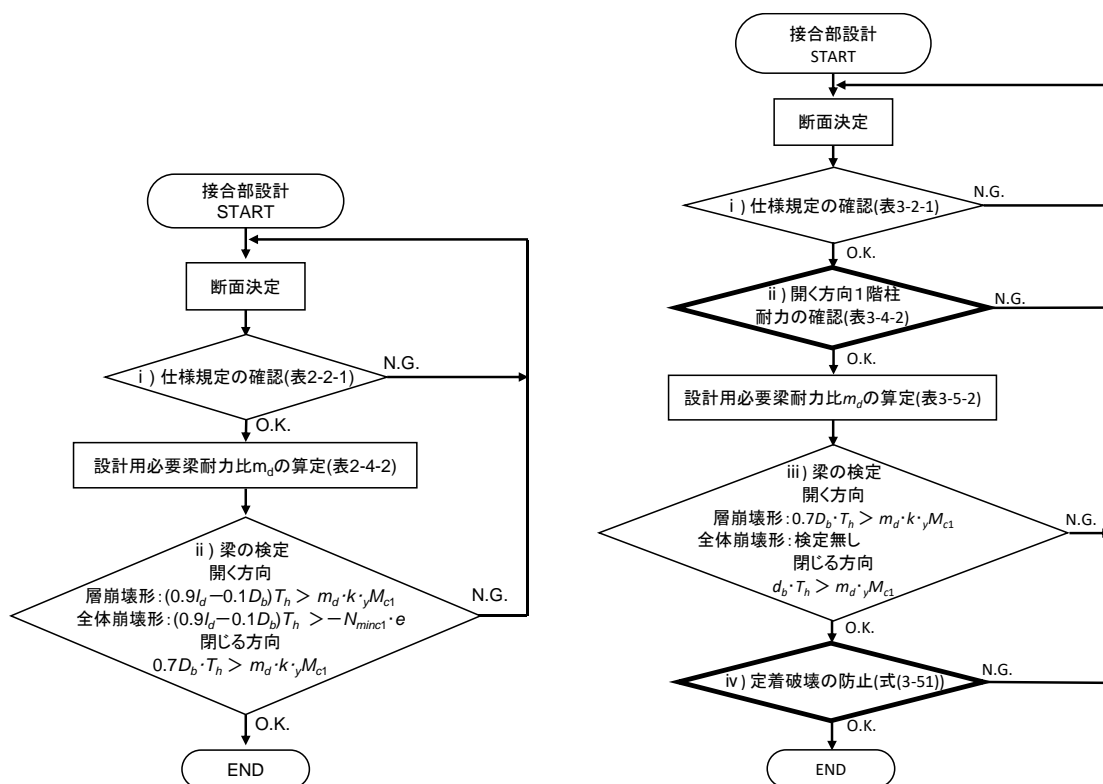 接合部設計
START
断面決定
ⅰ) 仕様規定の確認(表2-2-1)
N.G.
O.K.
設計用必要梁耐力比mdの算定(表2-4-2)
ⅱ) 梁の検定
開く方向
層崩壊形:(0.9ld－0.1Db)Th＞ md･k･yMc1
全体崩壊形:(0.9ld－0.1Db)Th ＞－Nminc1･e
閉じる方向
0.7Db･Th＞ md･k･yMc1
N.G.
O.K.
END
接合部設計
START
断面決定
ⅰ) 仕様規定の確認(表3-2-1)
N.G.
O.K.
ⅱ) 開く方向１階柱
耐力の確認(表3-4-2)
N.G.
O.K.
設計用必要梁耐力比mdの算定(表3-5-2)
ⅲ) 梁の検定
開く方向
層崩壊形:0.7Db･Th＞ md･k･yMc1
全体崩壊形:検定無し
閉じる方向
db･Th＞ md･yMc1
N.G.
O.K.
ⅳ) 定着破壊の防止(式(3-51))
N.G.
O.K.
END